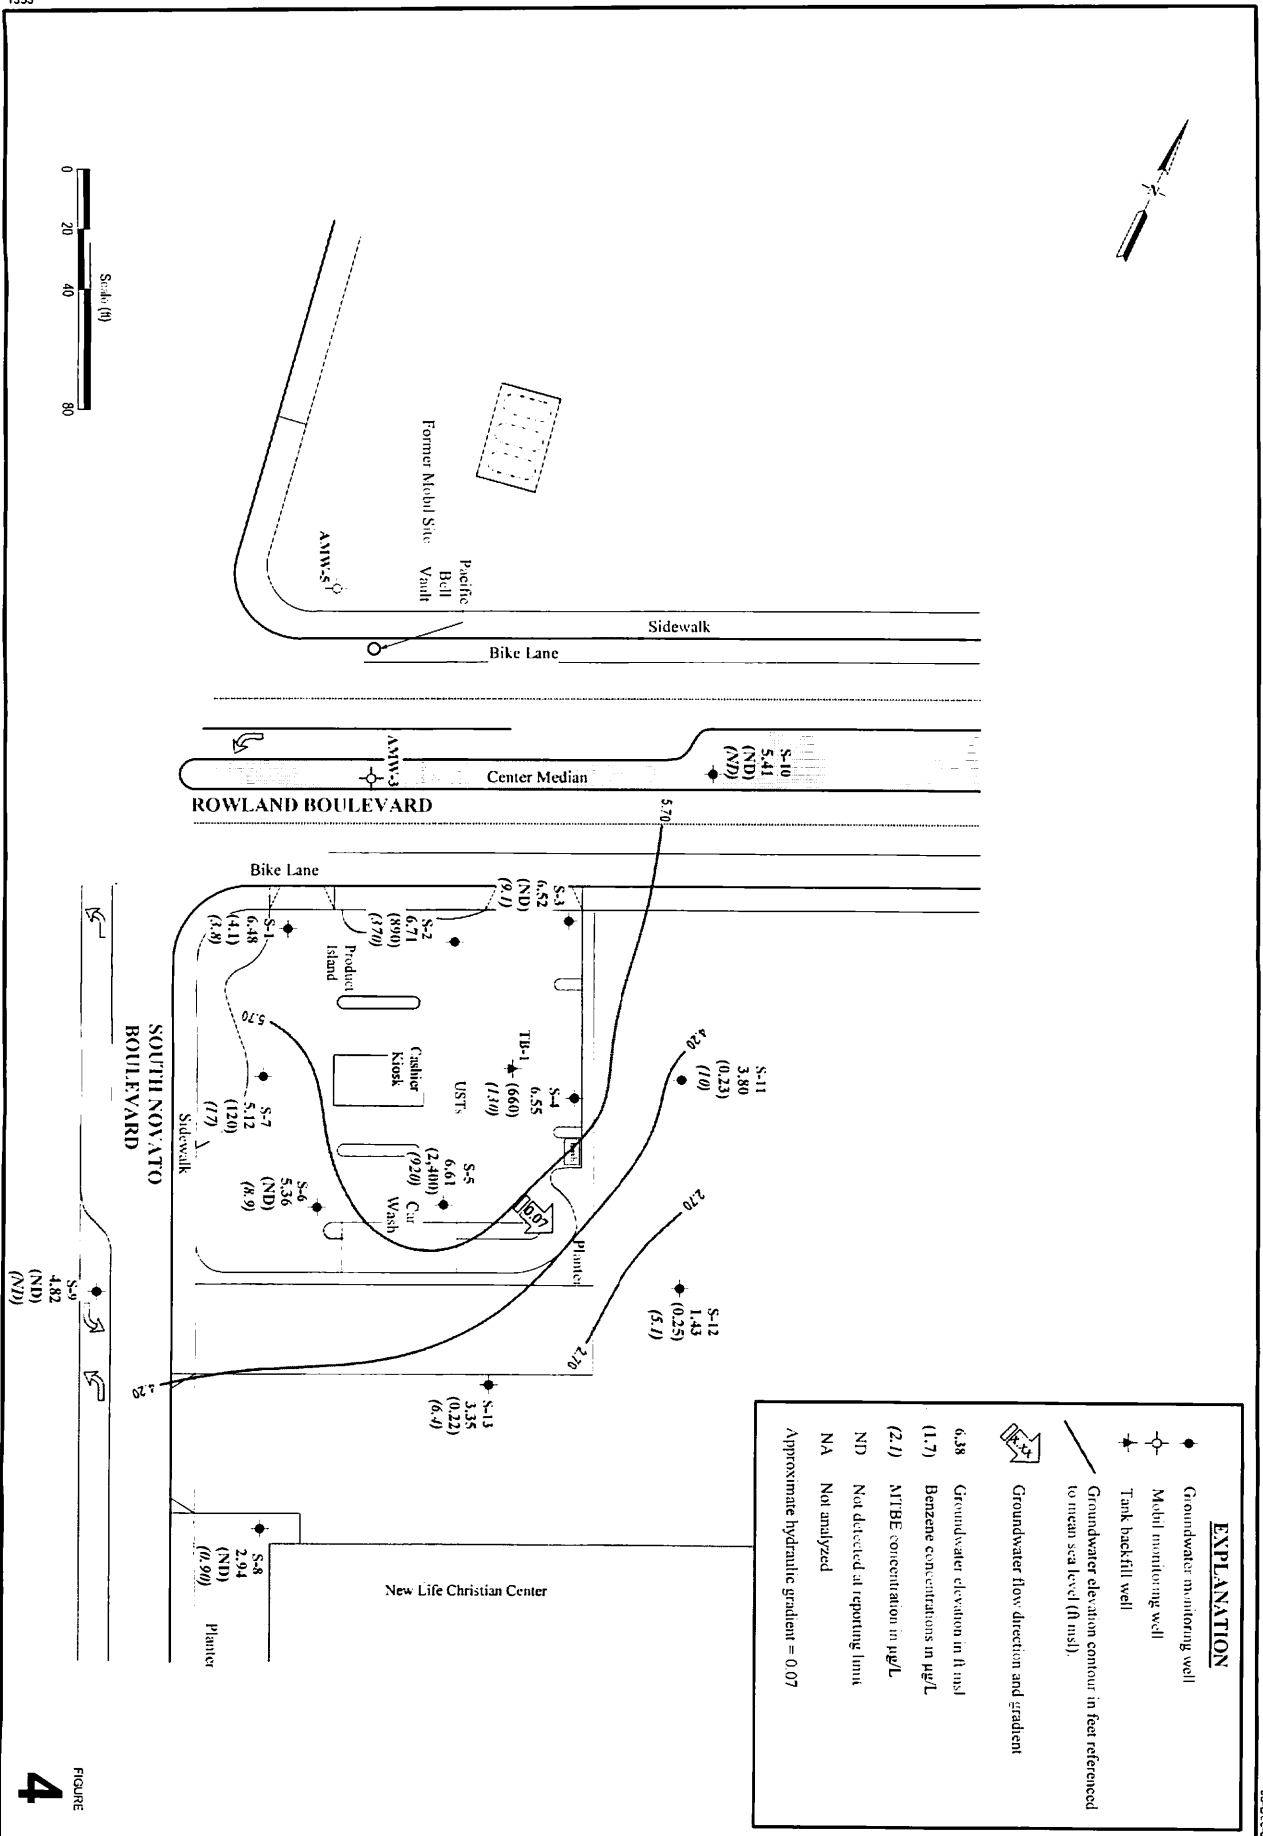 EXPLANATION
Groundwater monitoring well
Mobil monitoring well
Tank backfill well
Groundwater elevation contour in feet referenced
to mean sea level (ft msl).
x.xx
Groundwater flow direction and gradient
6.38 Groundwater elevation in ft msl
(1.7) Benzene concentrations in µg/L
(2.1) MTBE concentration in µg/L
ND Not detected at reporting limit
NA Not analyzed
Approximate hydraulic gradient = 0.07
N
0 20 40 80
Scale (ft)
Former Mobil Site
Pacific
Bell
Vault
AMW-5
Sidewalk
Bike Lane
AMW-3
Center Median
S-10
5.41
(ND)
(ND)
ROWLAND BOULEVARD
5.70
Bike Lane
S-3
6.52
(ND)
(9.1)
S-2
6.71
(890)
(370)
S-1
6.48
(4.1)
(3.8)
Product
Island
5.70
Cashier
Kiosk
TB-1
(660)
(130)
USTs
S-4
6.55
4.20
S-11
3.80
(0.23)
(10)
S-7
5.12
(120)
(17)
S-5
6.61
(2,400)
(920)
S-6
5.36
(ND)
(8.9)
Car
Wash
0.07
Planter
2.70
S-12
1.43
(0.25)
(5.1)
2.70
SOUTH NOVATO
BOULEVARD
Sidewalk
S-9
4.82
(ND)
(ND)
4.20
S-13
3.35
(0.22)
(6.4)
S-8
2.94
(ND)
(0.90)
New Life Christian Center
Planter
FIGURE
4